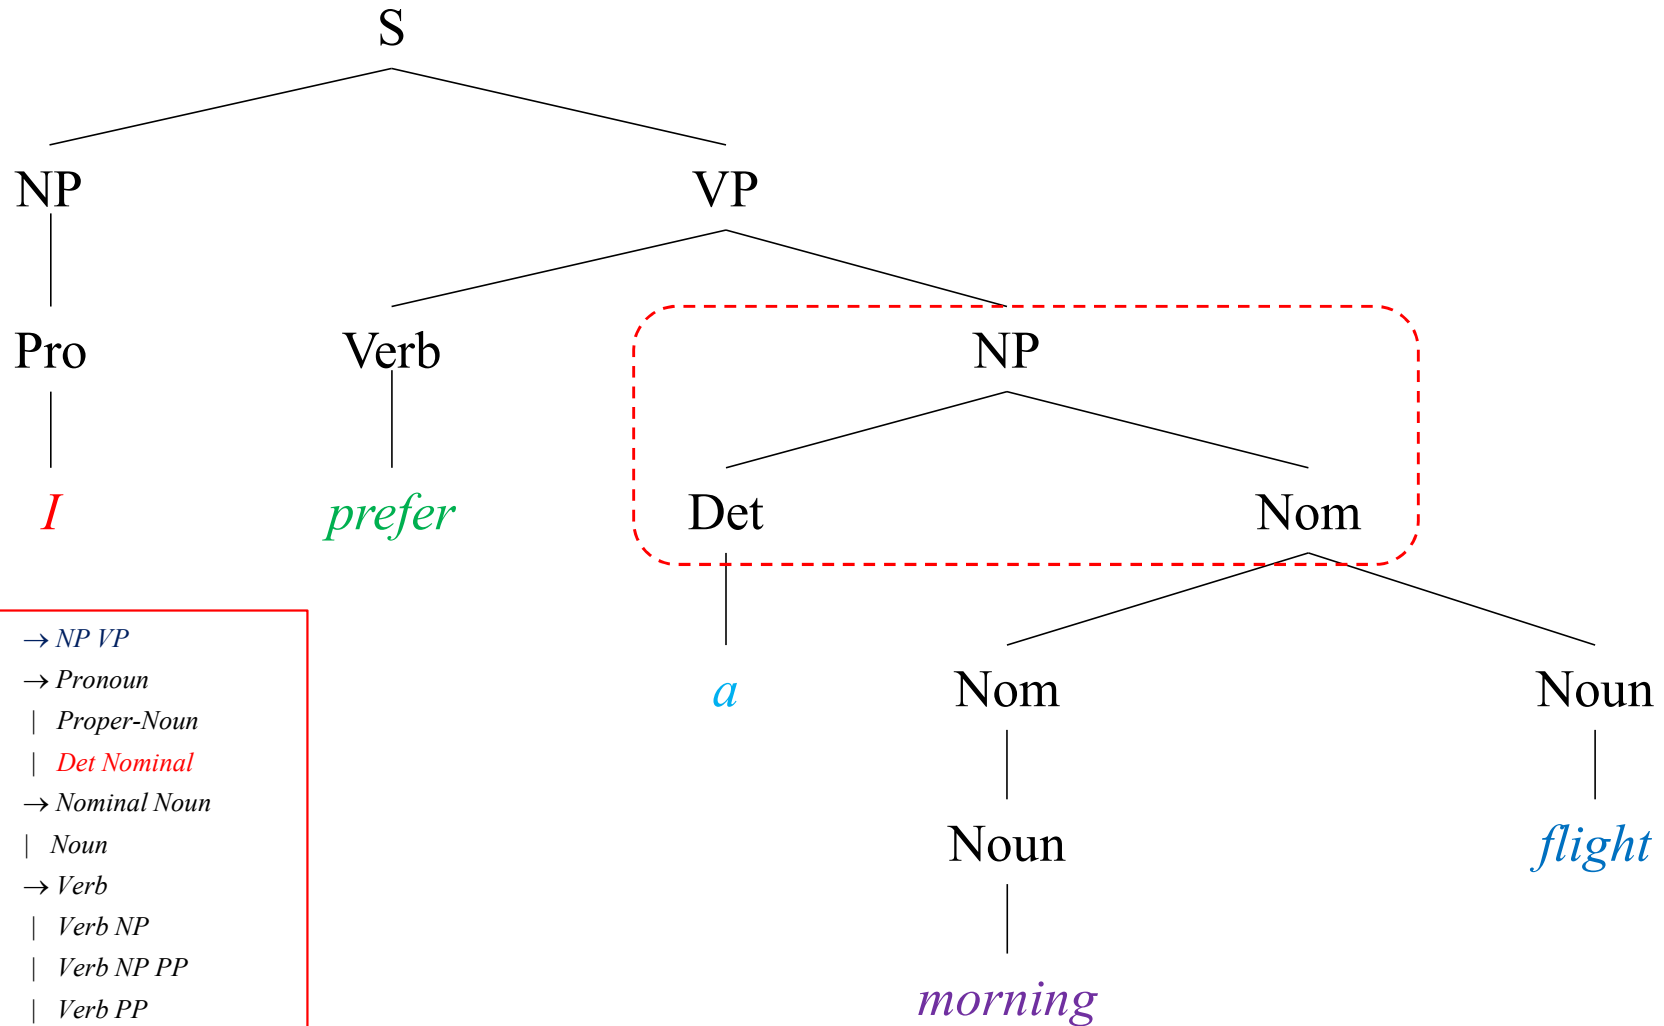 S
NP VP
Pro Verb NP
I prefer Det Nom
a Nom Noun
Noun flight
morning
→ NP VP
→ Pronoun
| Proper-Noun
| Det Nominal
→ Nominal Noun
| Noun
→ Verb
| Verb NP
| Verb NP PP
| Verb PP